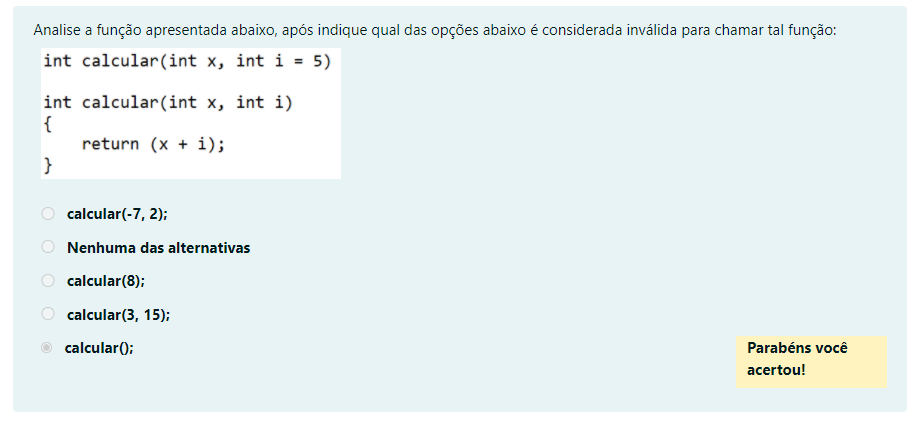 Analise a função apresentada abaixo, após indique qual das opções abaixo é considerada inválida para chamar tal função:
int calcular(int x, int i = 5)
int calcular(int x, int i)
{
    return (x + i);
}
calcular(-7, 2);
Nenhuma das alternativas
calcular(8);
calcular(3, 15);
calcular();
Parabéns você
acertou!